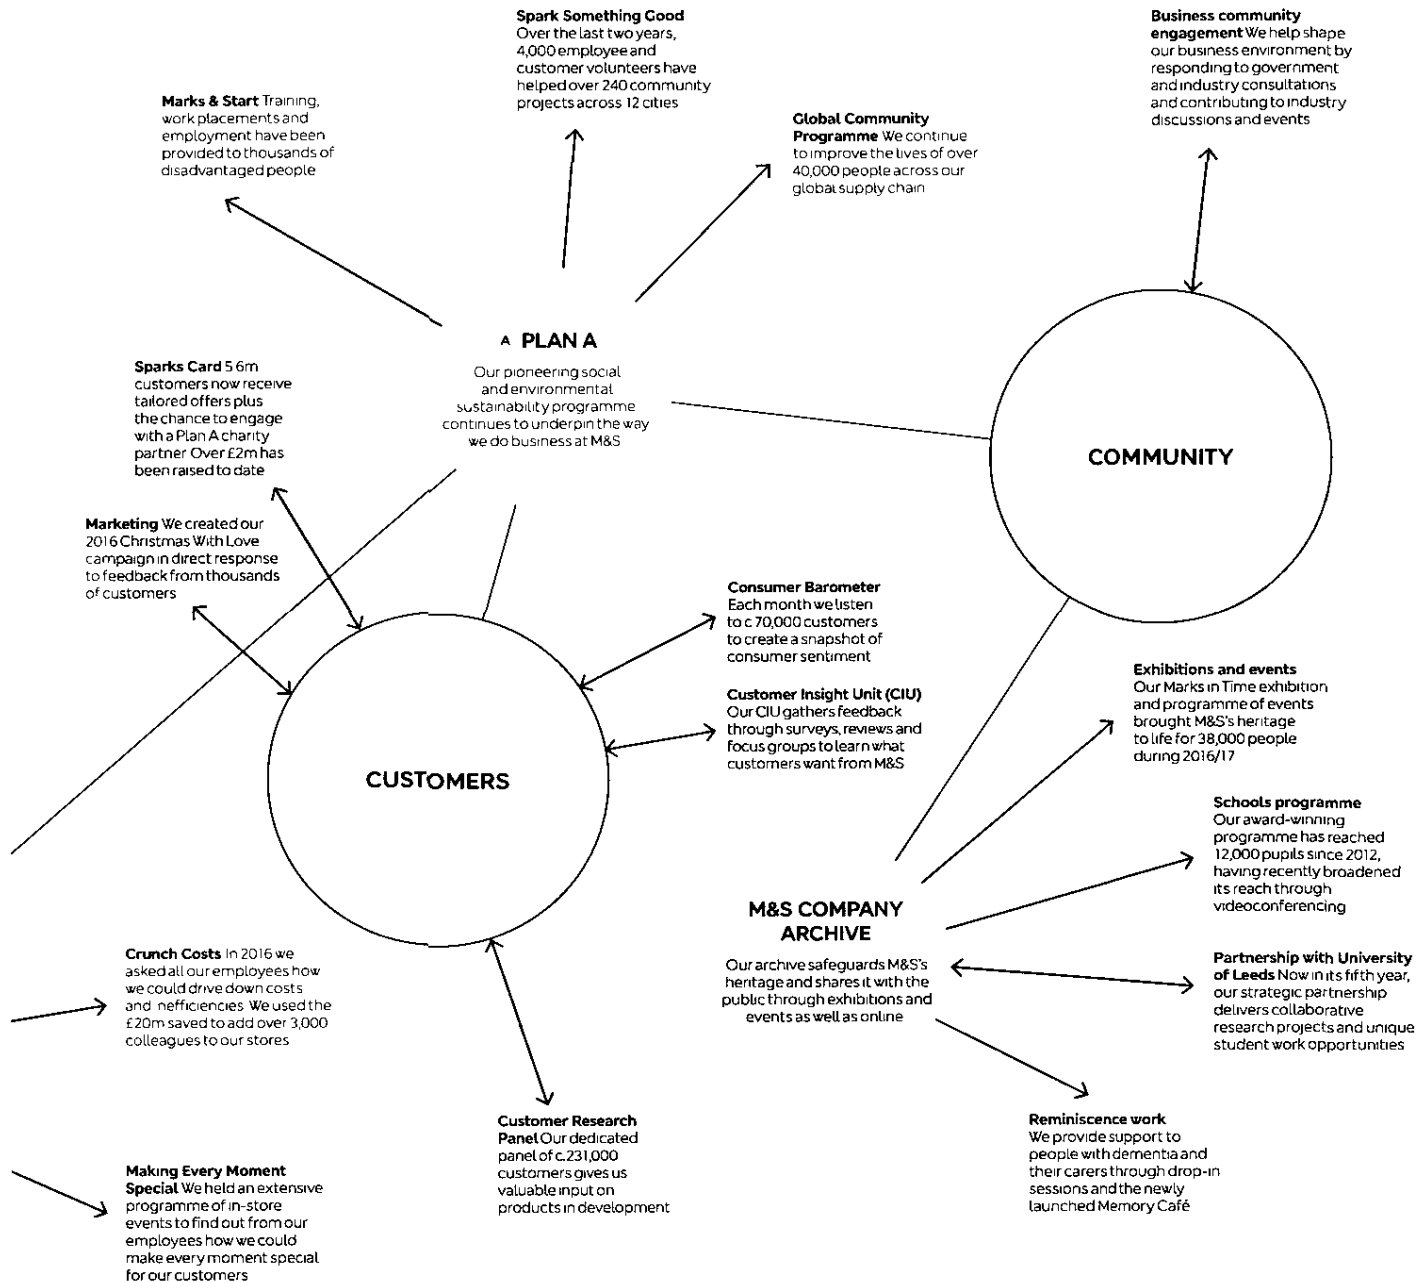 Spark Something Good
Over the last two years,
4,000 employee and
customer volunteers have
helped over 240 community
projects across 12 cities
Business community
engagement We help shape
our business environment by
responding to government
and industry consultations
and contributing to industry
discussions and events
Marks & Start Training,
work placements and
employment have been
provided to thousands of
disadvantaged people
Global Community
Programme We continue
to improve the lives of over
40,000 people across our
global supply chain
A PLAN A
Our pioneering social
and environmental
sustainability programme
continues to underpin the way
we do business at M&S
Sparks Card 5 6m
customers now receive
tailored offers plus
the chance to engage
with a Plan A charity
partner Over £2m has
been raised to date
COMMUNITY
Marketing We created our
2016 Christmas With Love
campaign in direct response
to feedback from thousands
of customers
Consumer Barometer
Each month we listen
to c 70,000 customers
to create a snapshot of
consumer sentiment
Customer Insight Unit (CIU)
Our CIU gathers feedback
through surveys, reviews and
focus groups to learn what
customers want from M&S
CUSTOMERS
Exhibitions and events
Our Marks in Time exhibition
and programme of events
brought M&S's heritage
to life for 38,000 people
during 2016/17
Schools programme
Our award-winning
programme has reached
12,000 pupils since 2012,
having recently broadened
its reach through
videoconferencing
M&S COMPANY
ARCHIVE
Our archive safeguards M&S's
heritage and shares it with the
public through exhibitions and
events as well as online
Partnership with University
of Leeds Now in its fifth year,
our strategic partnership
delivers collaborative
research projects and unique
student work opportunities
Crunch Costs In 2016 we
asked all our employees how
we could drive down costs
and nefficiencies We used the
£20m saved to add over 3,000
colleagues to our stores
Customer Research
Panel Our dedicated
panel of c.231,000
customers gives us
valuable input on
products in development
Reminiscence work
We provide support to
people with dementia and
their carers through drop-in
sessions and the newly
launched Memory Café
Making Every Moment
Special We held an extensive
programme of in-store
events to find out from our
employees how we could
make every moment special
for our customers